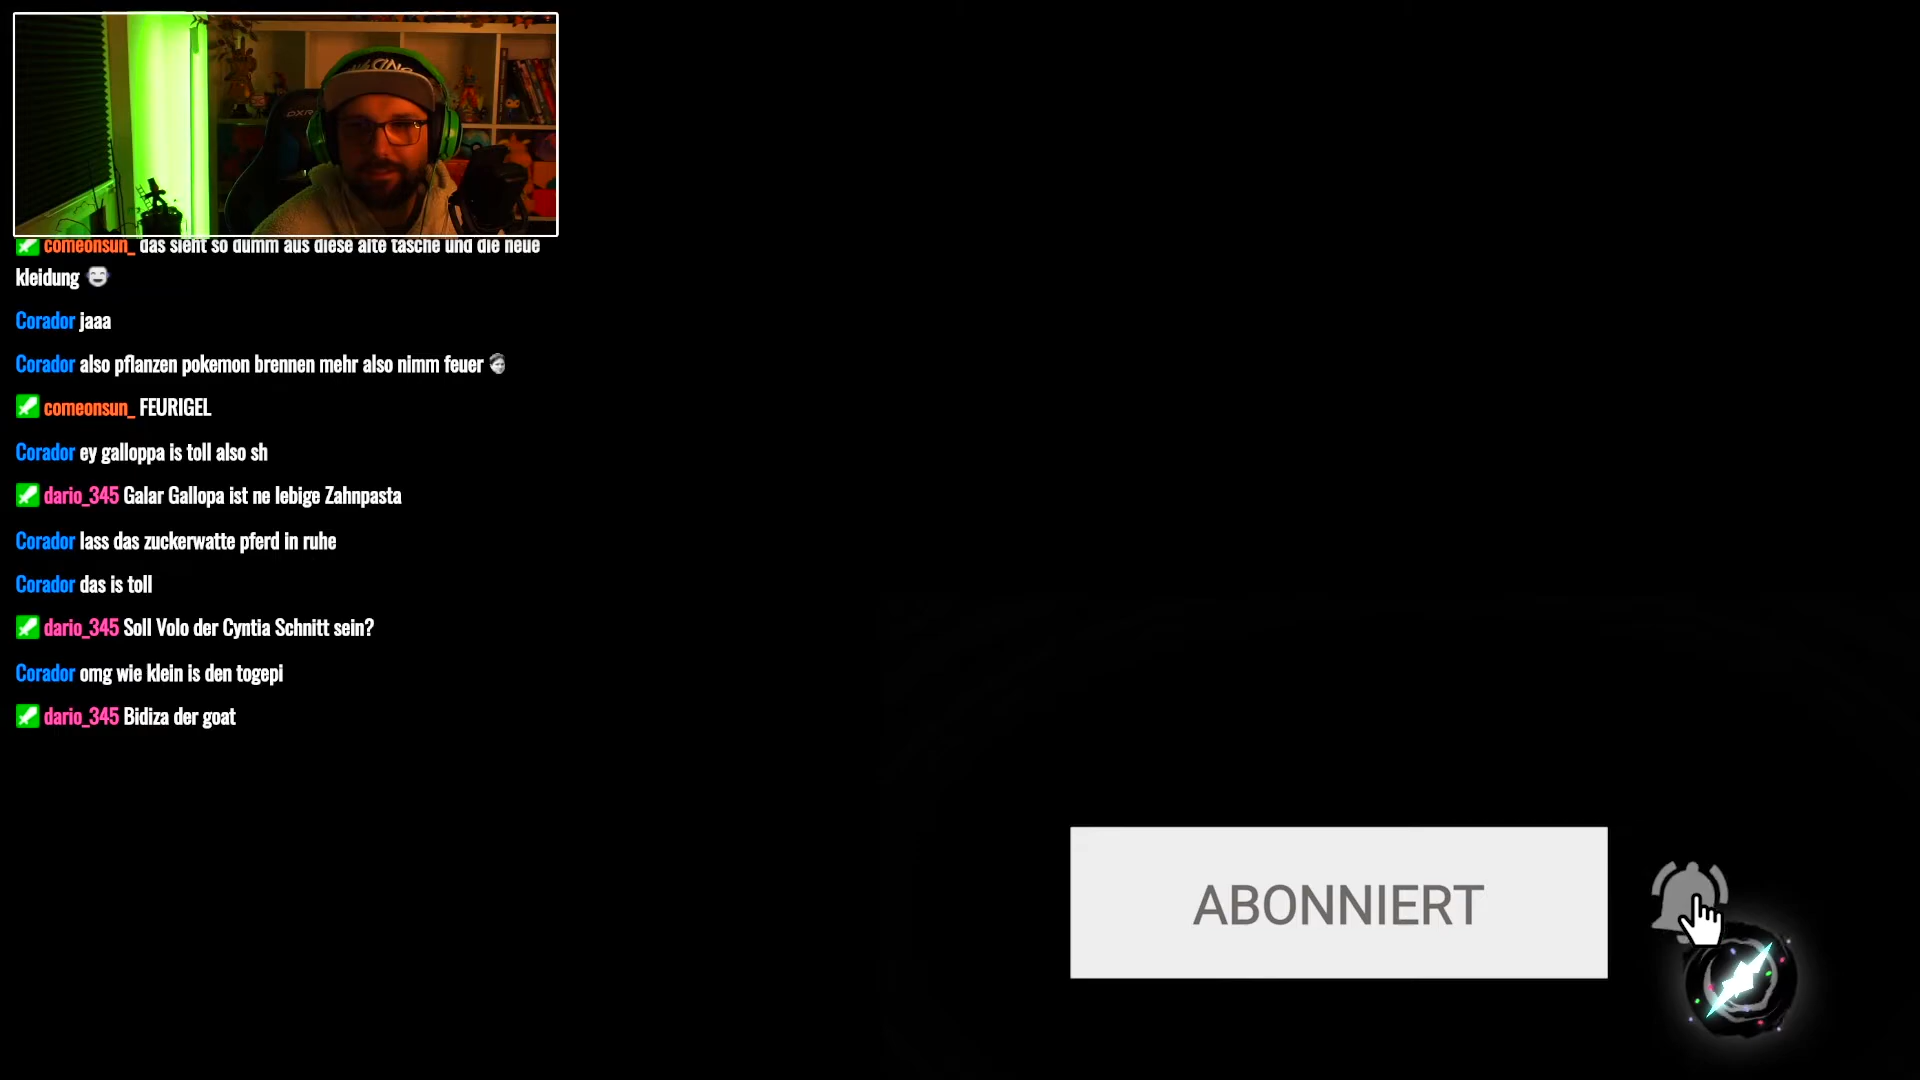 comeonsun_ das sieht so dumm aus diese alte tasche und die neue
kleidung
Corador jaaa
Corador also pflanzen pokemon brennen mehr also nimm feuer
comeonsun_ FEURIGEL
Corador ey galloppa is toll also sh
dario_345 Galar Gallopa ist ne lebige Zahnpasta
Corador lass das zuckerwatte pferd in ruhe
Corador das is toll
dario_345 Soll Volo der Cyntia Schnitt sein?
Corador omg wie klein is den togepi
dario_345 Bidiza der goat
ABONNIERT